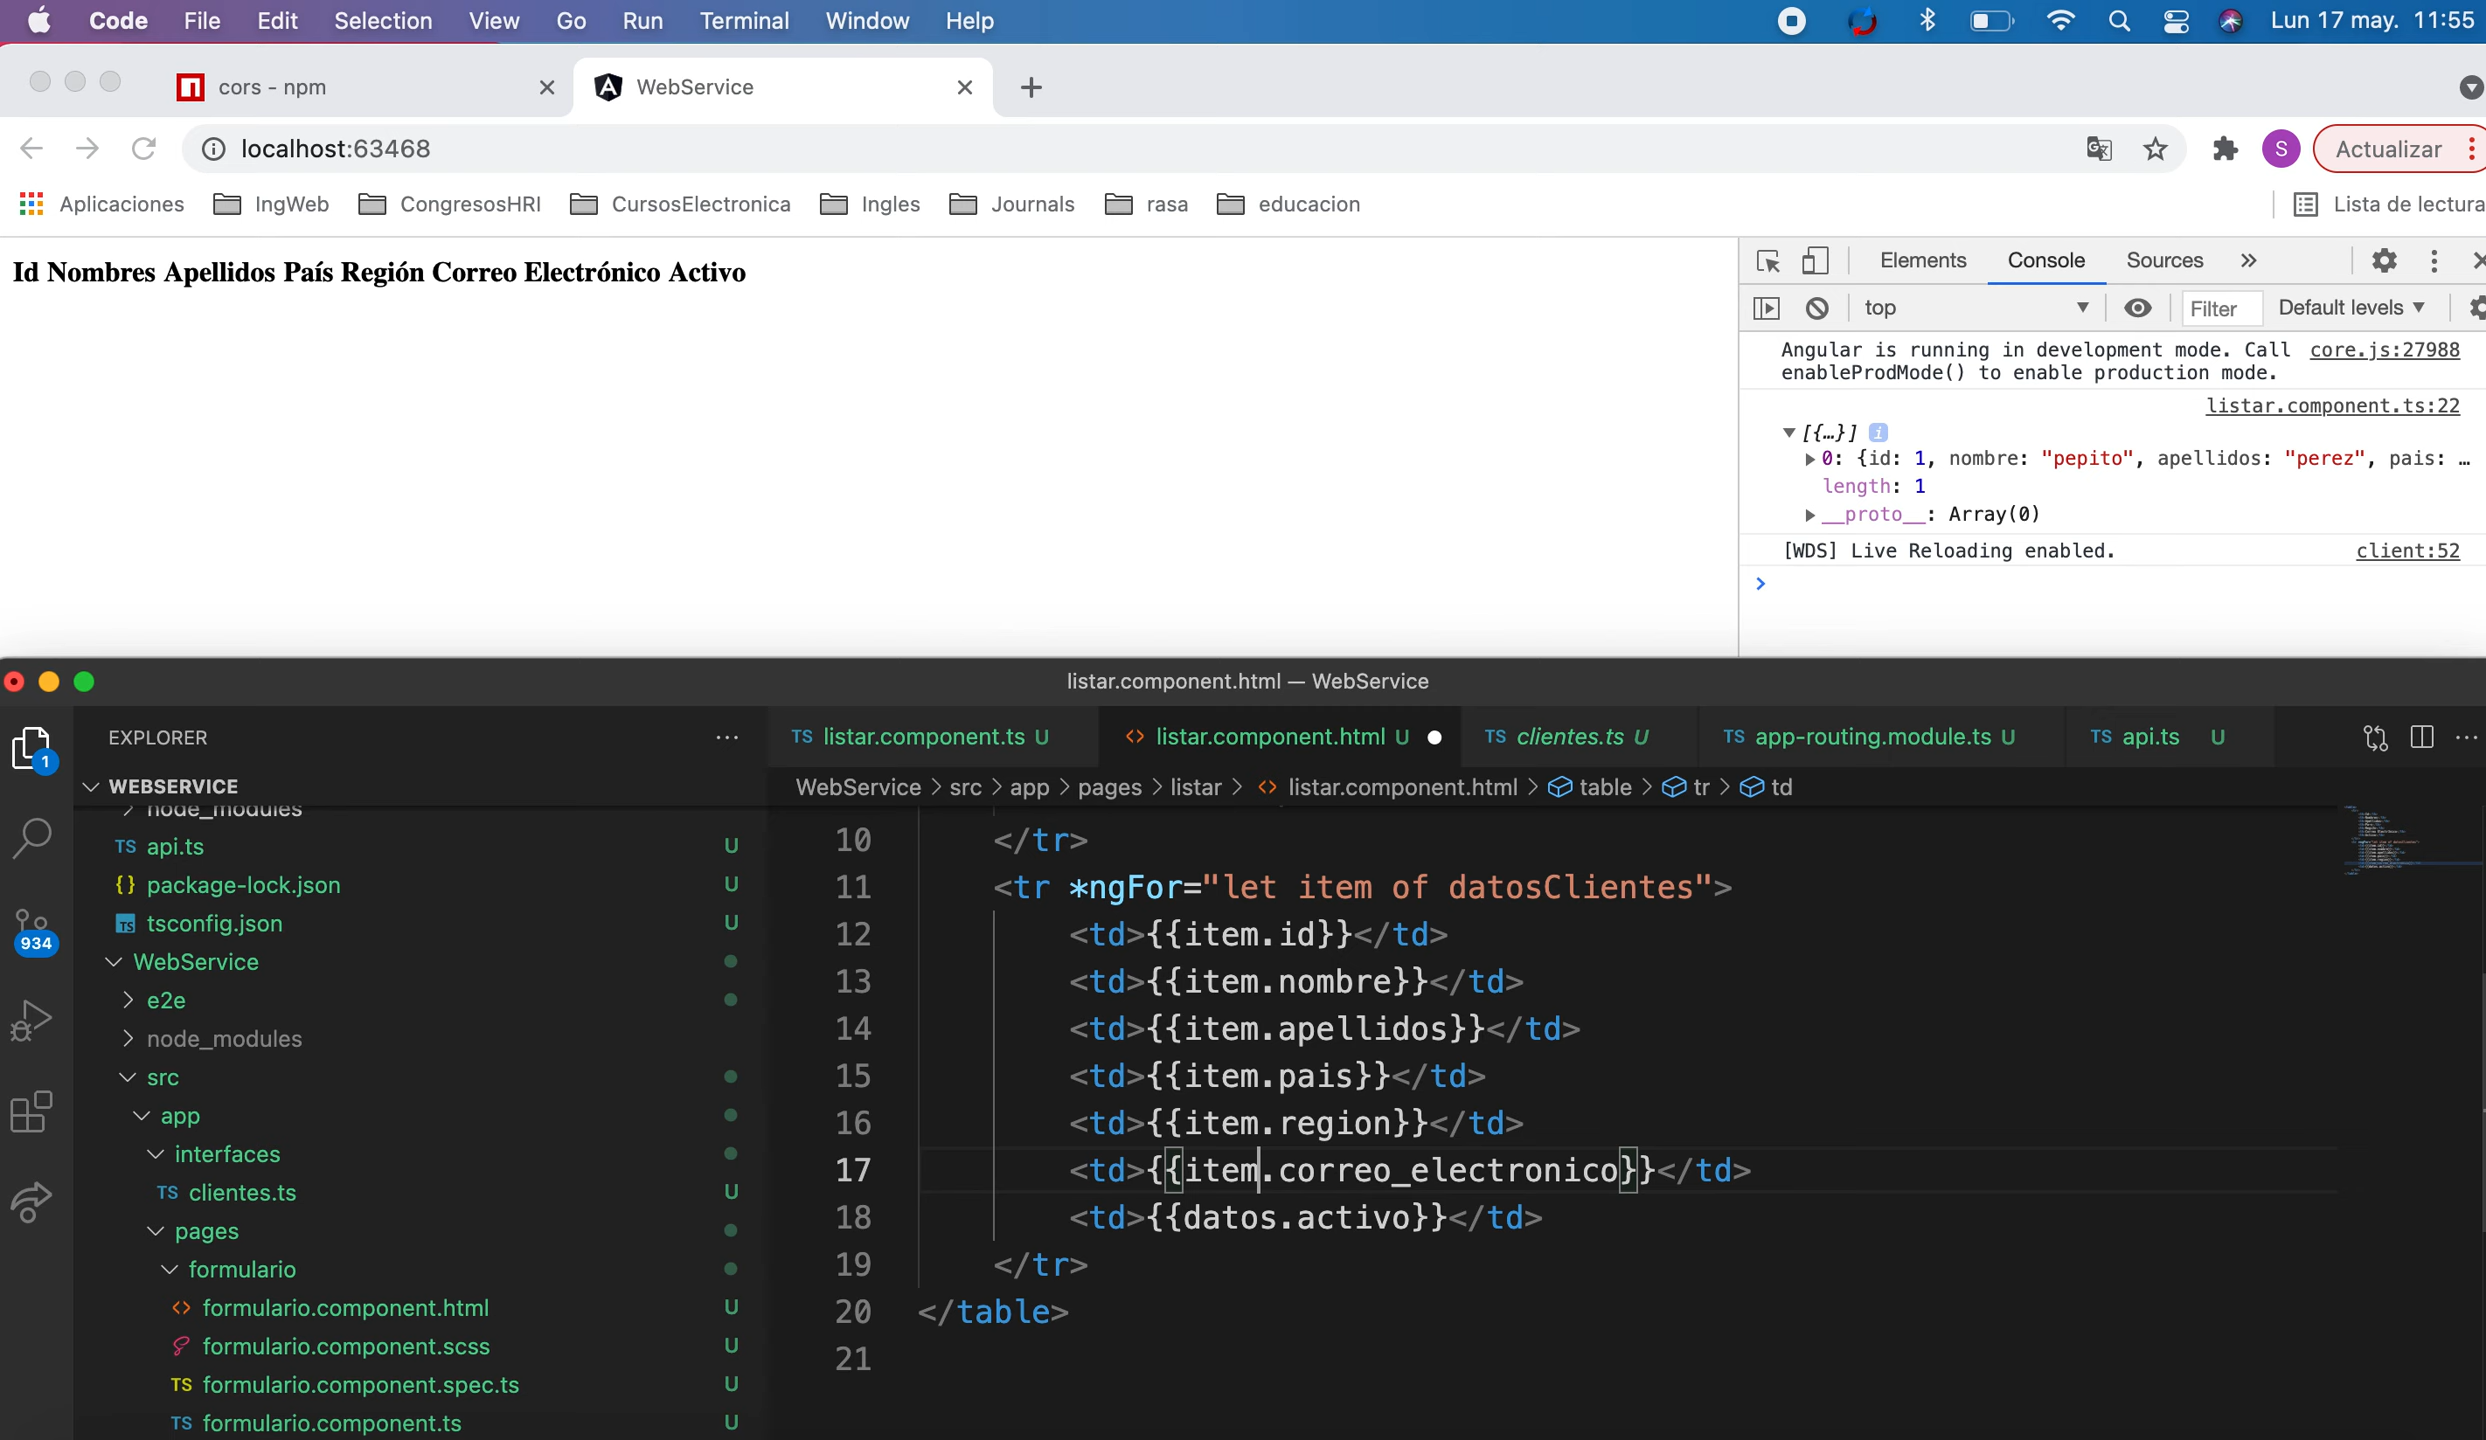 Code File Edit Selection View Go Run Terminal Window Help Lun 17 may. 11:55
cors - npm WebService
localhost:63468 S Actualizar
Aplicaciones IngWeb CongresosHRI CursosElectronica Ingles Journals rasa educacion Lista de lectura
Id Nombres Apellidos País Región Correo Electrónico Activo
Elements Console Sources
top Filter Default levels
Angular is running in development mode. Call core.js:27988
enableProdMode() to enable production mode.
listar.component.ts:22
[{…}] i
0: {id: 1, nombre: "pepito", apellidos: "perez", pais: …
length: 1
__proto__: Array(0)
[WDS] Live Reloading enabled. client:52
listar.component.html — WebService
EXPLORER ···
TS listar.component.ts U <> listar.component.html U TS clientes.ts U TS app-routing.module.ts U TS api.ts U
1
WEBSERVICE
WebService > src > app > pages > listar > <> listar.component.html > table > tr > td
node_modules
TS api.ts U
{} package-lock.json U
TS tsconfig.json U
934
WebService
e2e
node_modules
src
app
interfaces
TS clientes.ts U
pages
formulario
<> formulario.component.html U
formulario.component.scss U
TS formulario.component.spec.ts U
TS formulario.component.ts U
10 </tr>
11 <tr *ngFor="let item of datosClientes">
12 <td>{{item.id}}</td>
13 <td>{{item.nombre}}</td>
14 <td>{{item.apellidos}}</td>
15 <td>{{item.pais}}</td>
16 <td>{{item.region}}</td>
17 <td>{{item.correo_electronico}}</td>
18 <td>{{datos.activo}}</td>
19 </tr>
20 </table>
21